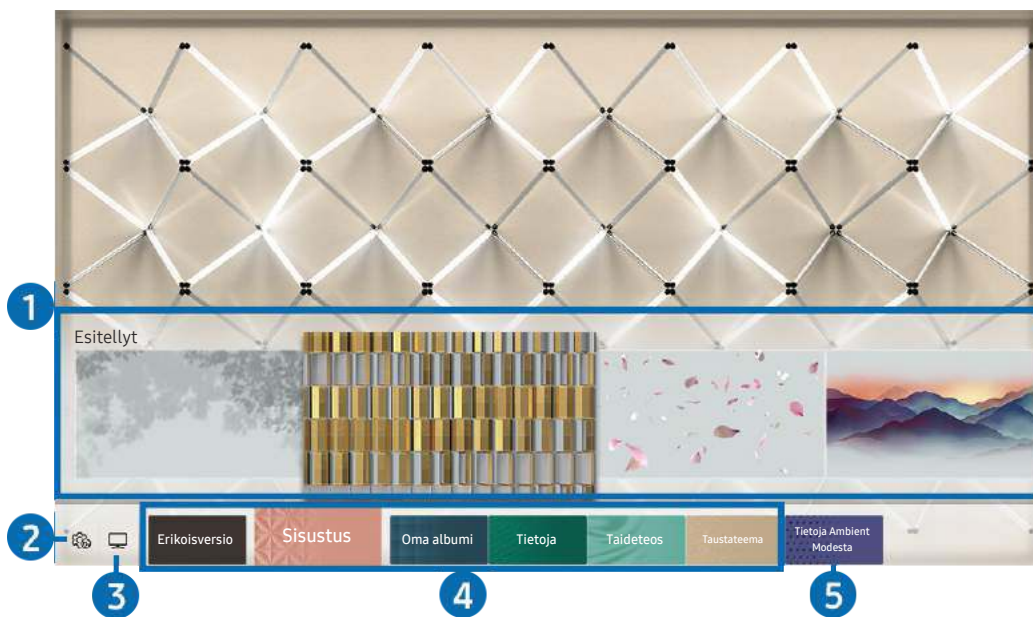 1
Esitellyt
2
Erikoisversio
Sisustus
Oma albumi
Tietoja
Taideteos
Taustateema
Tietoja Ambient
Modesta
3
4
5